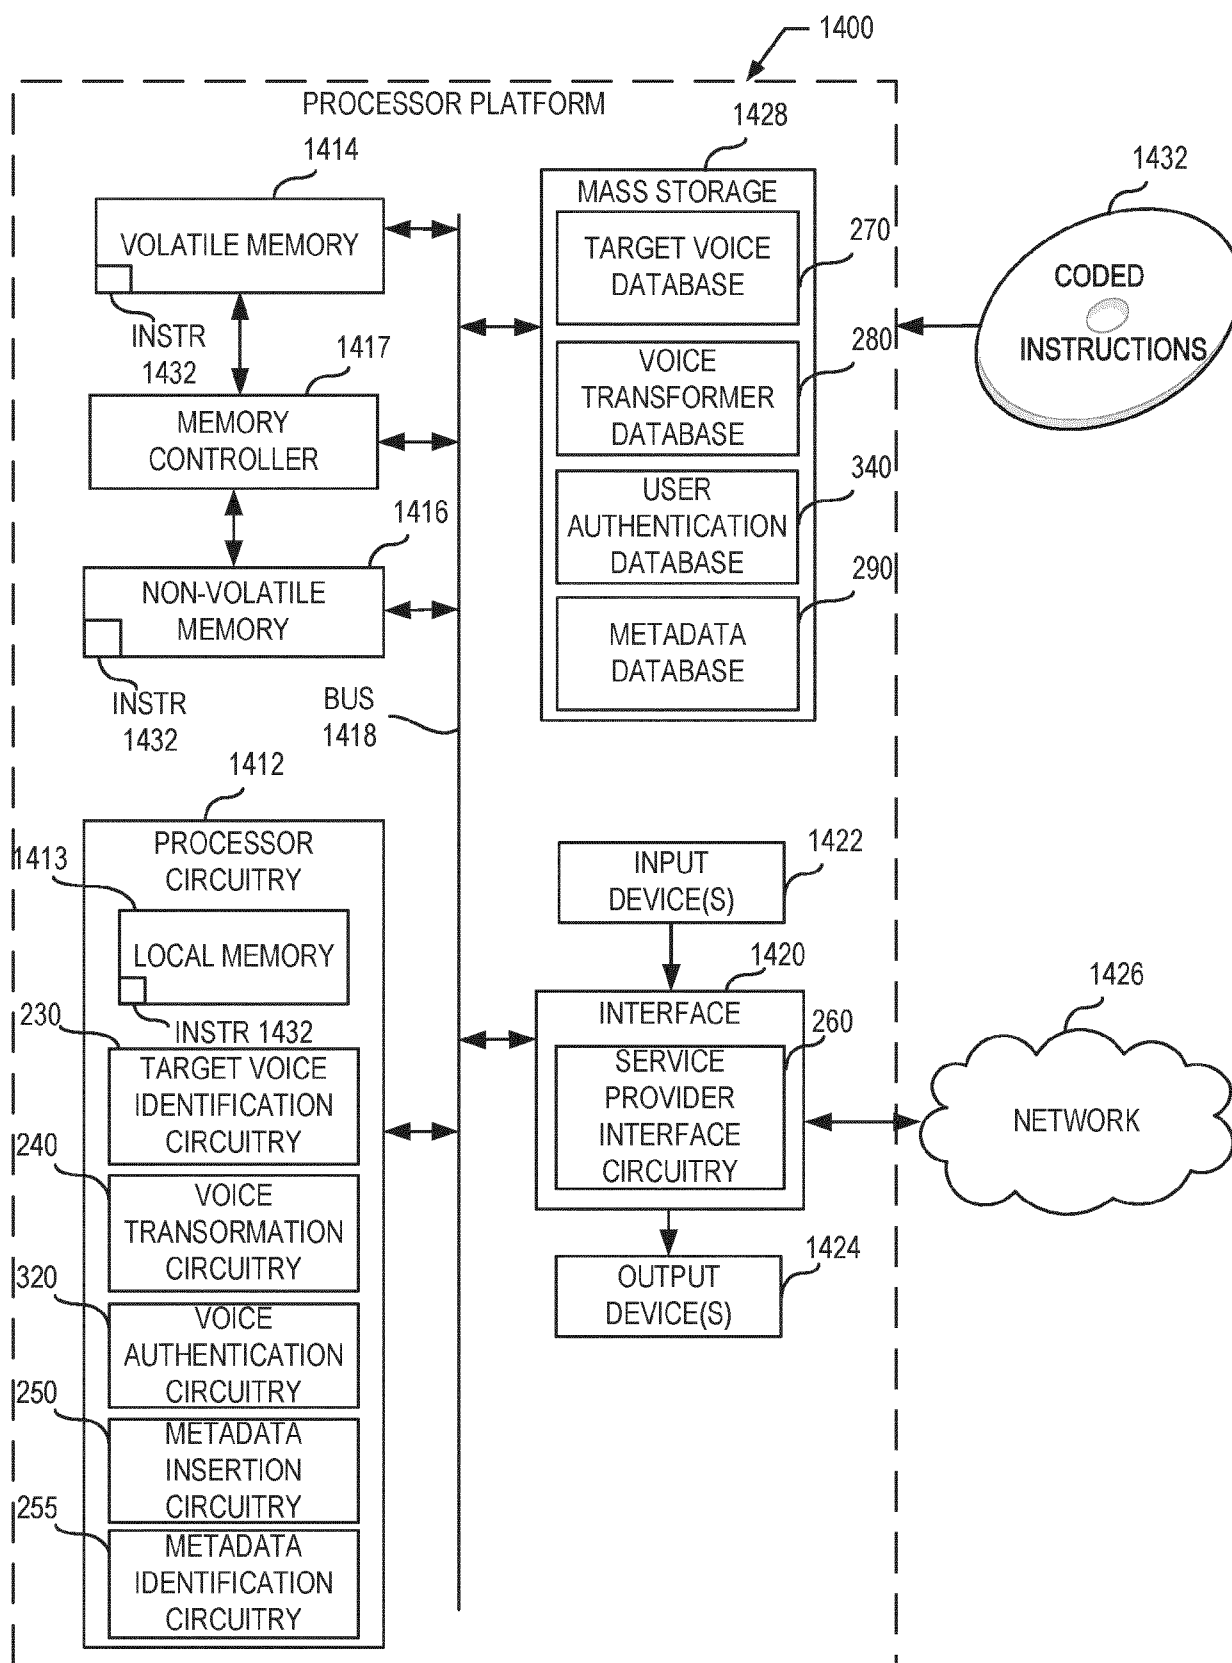 1400
PROCESSOR PLATFORM
1414
VOLATILE MEMORY
INSTR
1432
1417
MEMORY
CONTROLLER
1416
NON-VOLATILE
MEMORY
INSTR
1432
BUS
1418
1428
MASS STORAGE
270
TARGET VOICE
DATABASE
280
VOICE
TRANSFORMER
DATABASE
340
USER
AUTHENTICATION
DATABASE
290
METADATA
DATABASE
1432
CODED
INSTRUCTIONS
1412
PROCESSOR
CIRCUITRY
1413
LOCAL MEMORY
INSTR 1432
230
TARGET VOICE
IDENTIFICATION
CIRCUITRY
240
VOICE
TRANSORMATION
CIRCUITRY
320
VOICE
AUTHENTICATION
CIRCUITRY
250
METADATA
INSERTION
CIRCUITRY
255
METADATA
IDENTIFICATION
CIRCUITRY
1422
INPUT
DEVICE(S)
1420
INTERFACE
260
SERVICE
PROVIDER
INTERFACE
CIRCUITRY
1424
OUTPUT
DEVICE(S)
1426
NETWORK